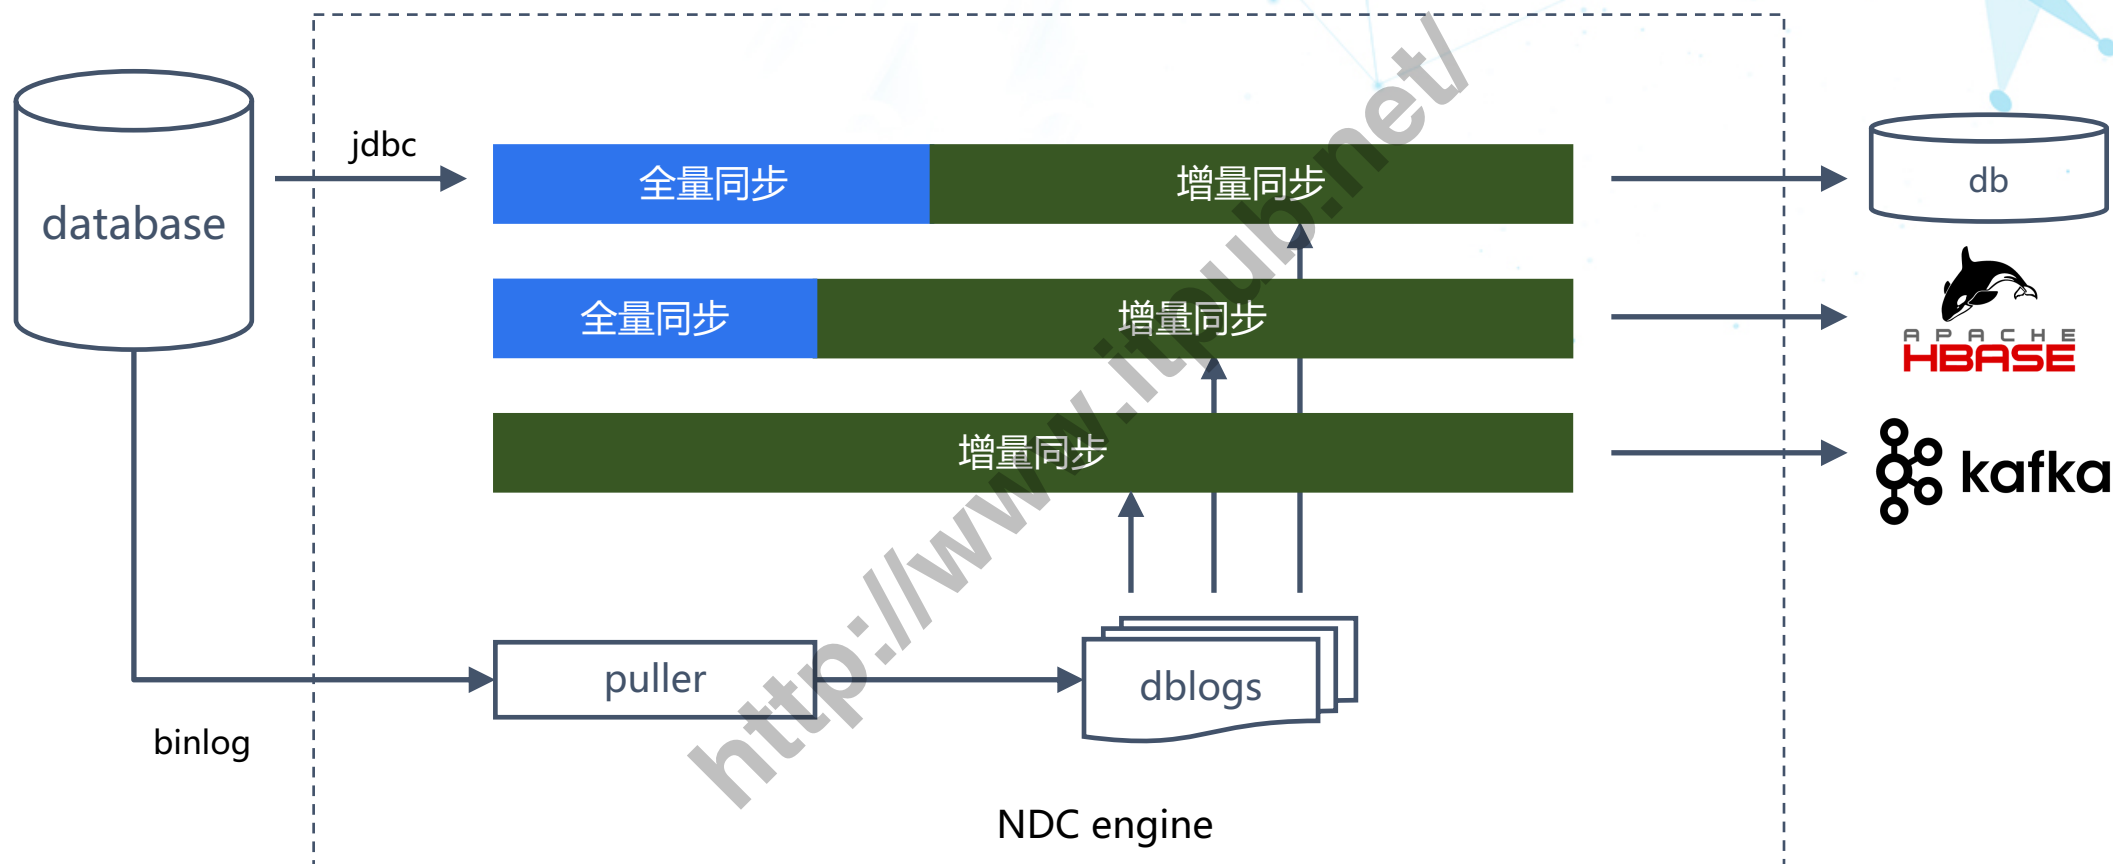 database
jdbc
全量同步
增量同步
db
全量同步
增量同步
APACHE
HBASE
增量同步
kafka
puller
dblogs
binlog
NDC engine
http://www.itpub.net/